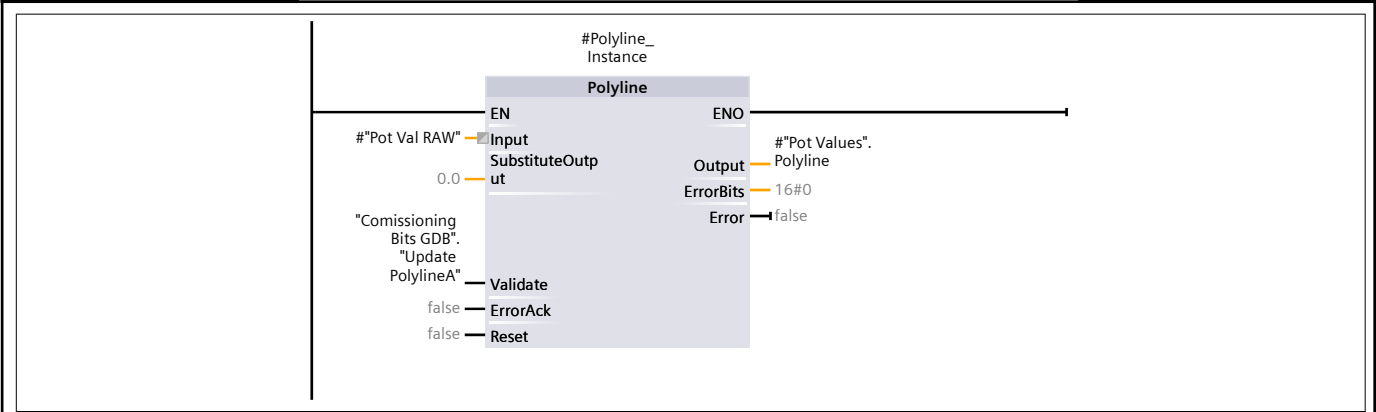 #Polyline_
Instance
Polyline
EN
ENO
#"Pot Val RAW"
Input
#"Pot Values".
Polyline
SubstituteOutp
ut
0.0
Output
ErrorBits
16#0
Error
false
"Comissioning
Bits GDB".
"Update
PolylineA"
Validate
false
ErrorAck
false
Reset